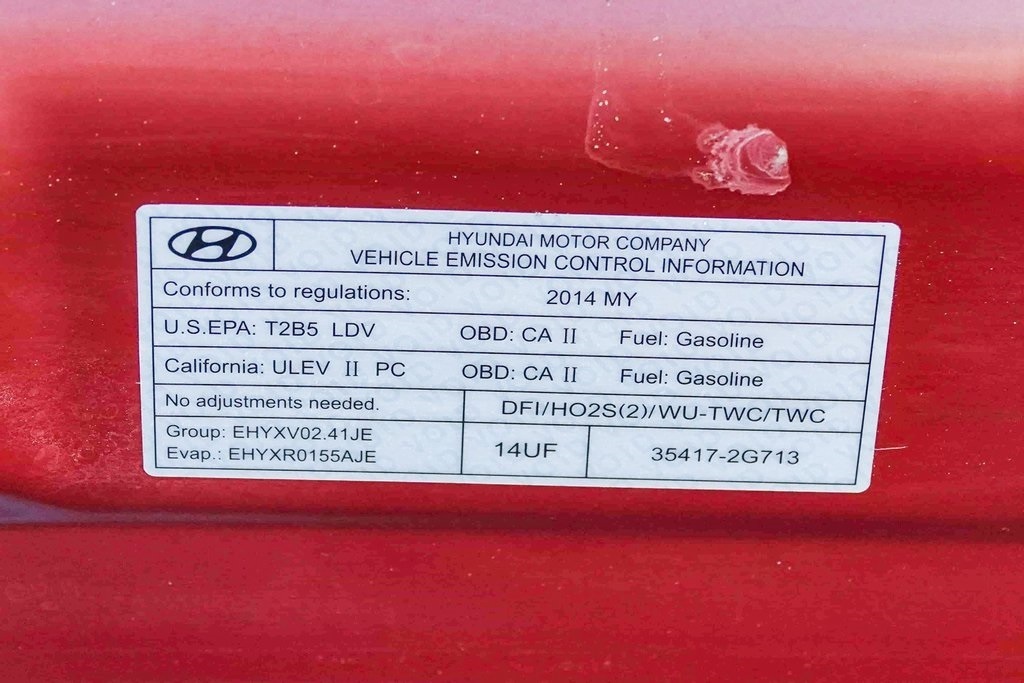 HYUNDAI MOTOR COMPANY
VEHICLE EMISSION CONTROL INFORMATION
Conforms to regulations: 2014 MY
U.S.EPA: T2B5 LDV OBD: CA II Fuel: Gasoline
California: ULEV II PC OBD: CA II Fuel: Gasoline
No adjustments needed. DFI/HO2S(2)/WU-TWC/TWC
Group: EHYXV02.41JE
Evap.: EHYXR0155AJE
14UF 35417-2G713